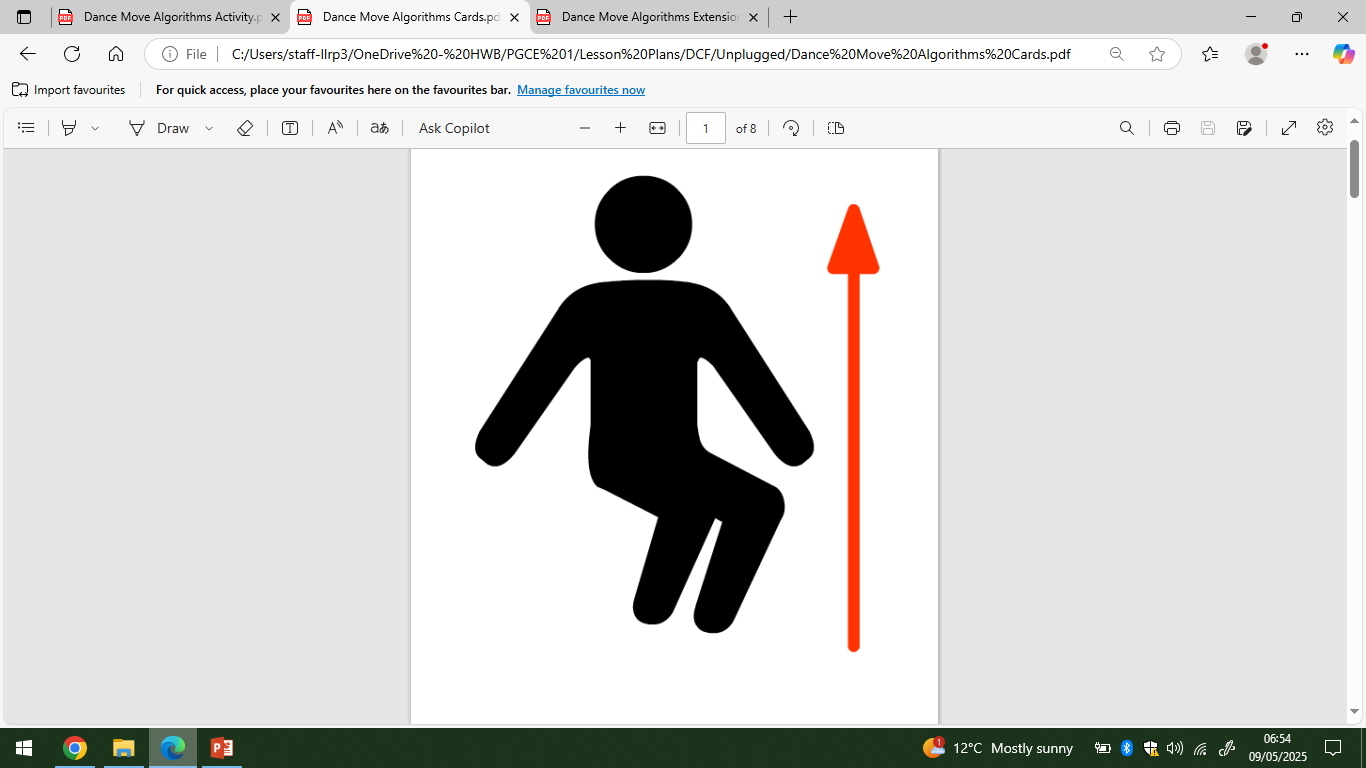 Dance Move Algorithms Activity.p
Dance Move Algorithms Cards.pd
Dance Move Algorithms Extension
File
C:/Users/staff-llrp3/OneDrive%20-%20HWB/PGCE%201/Lesson%20Plans/DCF/Unplugged/Dance%20Move%20Algorithms%20Cards.pdf
Import favourites
For quick access, place your favourites here on the favourites bar. Manage favourites now
Draw
Ask Copilot
1 of 8
12°C Mostly sunny
06:54
09/05/2025